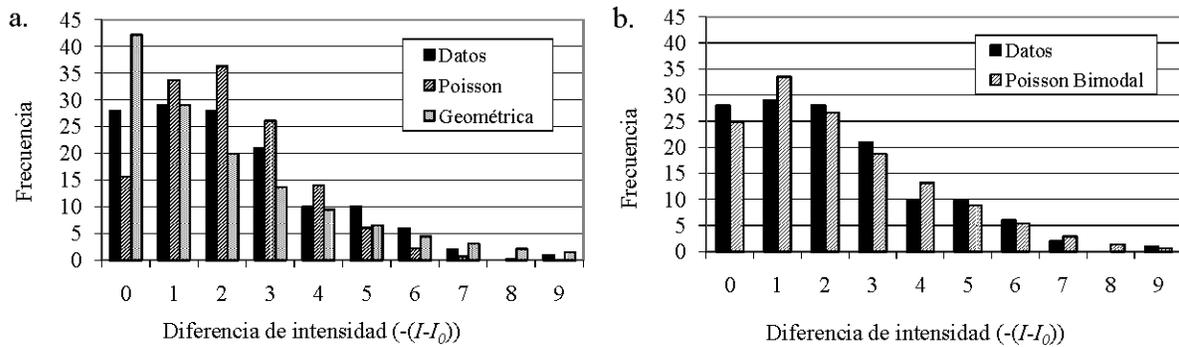 a.
45
40
35
30
25
20
15
10
5
0
Frecuencia
Datos
Poisson
Geométrica
0 1 2 3 4 5 6 7 8 9
Diferencia de intensidad (-(I-I0))
b.
45
40
35
30
25
20
15
10
5
0
Frecuencia
Datos
Poisson Bimodal
0 1 2 3 4 5 6 7 8 9
Diferencia de intensidad (-(I-I0))